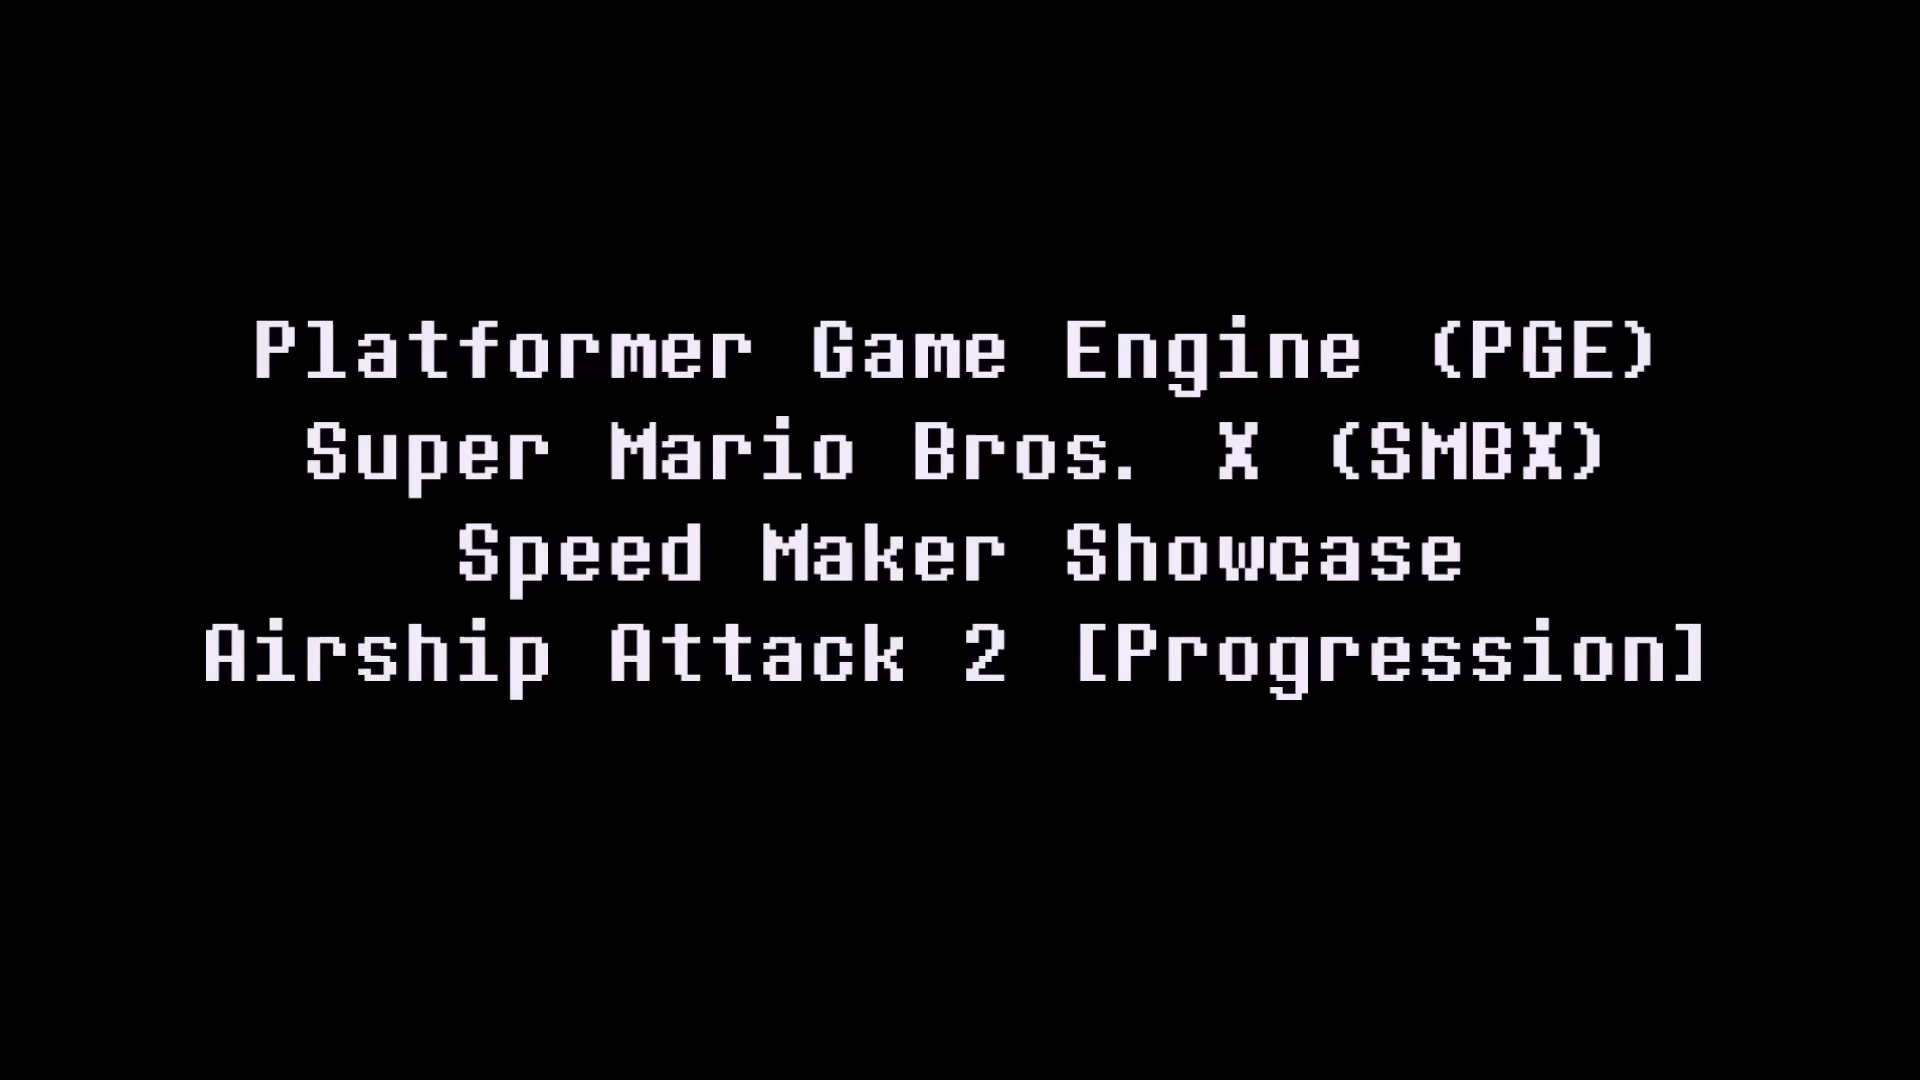 Platformer Game Engine (PGE)
Super Mario Bros. X (SMBX)
Speed Maker Showcase
Airship Attack 2 [Progression]